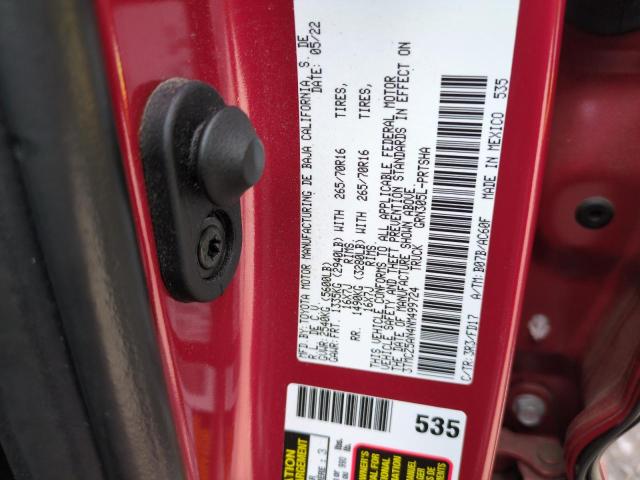 MFD.BY:TOYOTA MOTOR MANUFACTURING DE BAJA CALIFORNIA, S. DE
R. L. DE C.V. DATE: 05/22
GVWR: 2540KG (5600LB)
GAWR:FRT. 1335KG (2940LB) WITH 265/70R16 TIRES,
16X7J RIMS,
RR. 1490KG (3280LB) WITH 265/70R16 TIRES,
16X7J RIMS.
THIS VEHICLE CONFORMS TO ALL APPLICABLE FEDERAL MOTOR
VEHICLE SAFETY AND THEFT PREVENTION STANDARDS IN EFFECT ON
THE DATE OF MANUFACTURE SHOWN ABOVE.
3TMCZ5AN4NM499724 TRUCK GRN305L-PRTSHA
C/TR:3R3/FD17 A/TM:B07B/AC60F MADE IN MEXICO 535
535